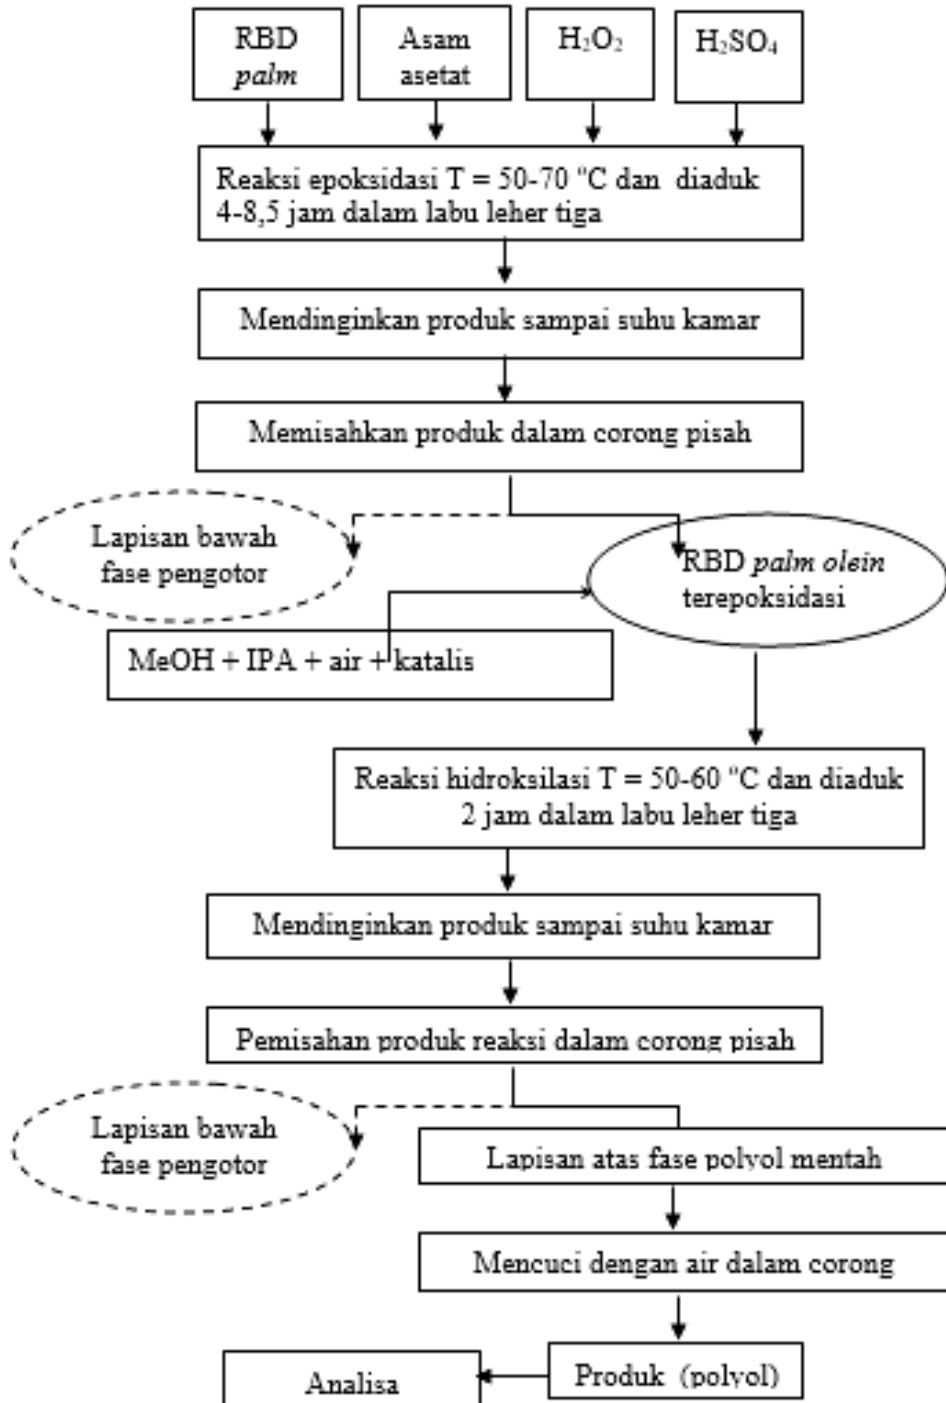 RBD
palm
Asam
asetat
H₂O₂
H₂SO₄
Reaksi epoksidasi T = 50-70 °C dan diaduk
4-8,5 jam dalam labu leher tiga
Mendinginkan produk sampai suhu kamar
Memisahkan produk dalam corong pisah
Lapisan bawah
fase pengotor
RBD palm olein
terepoksidasi
MeOH + IPA + air + katalis
Reaksi hidroksilasi T = 50-60 °C dan diaduk
2 jam dalam labu leher tiga
Mendinginkan produk sampai suhu kamar
Pemisahan produk reaksi dalam corong pisah
Lapisan bawah
fase pengotor
Lapisan atas fase polyol mentah
Mencuci dengan air dalam corong
Produk (polyol)
Analisa